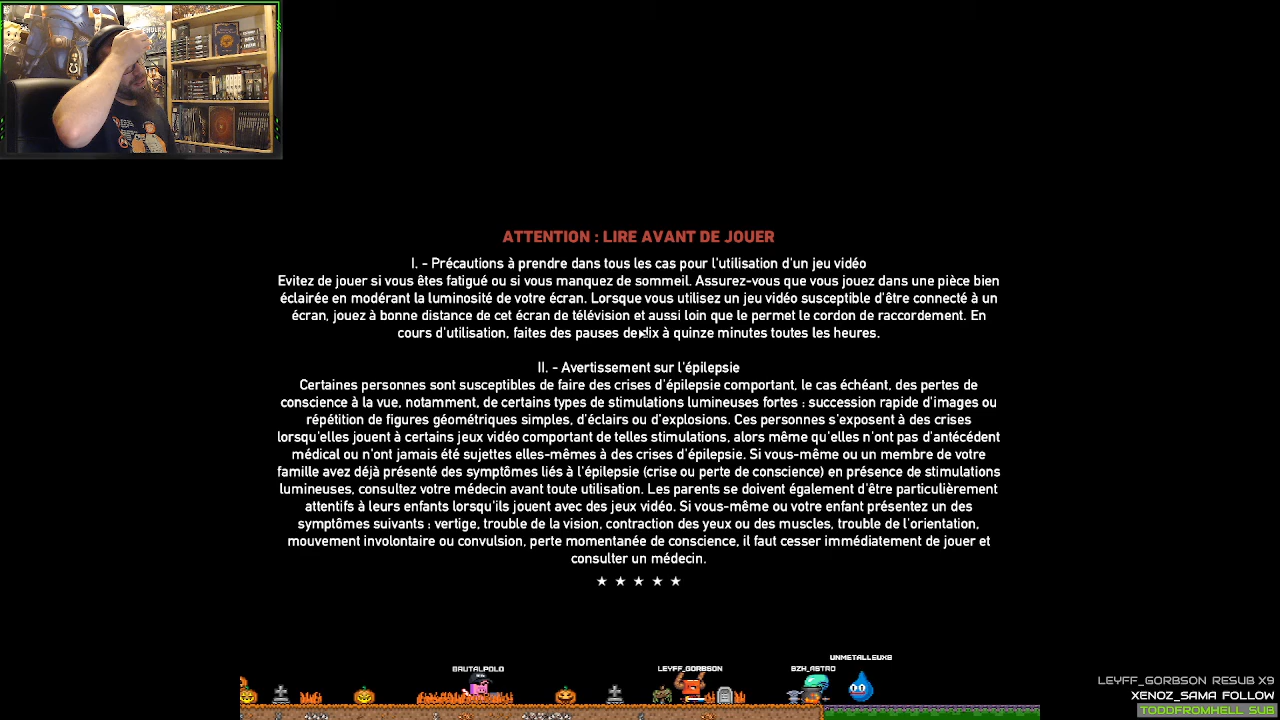 ATTENTION : LIRE AVANT DE JOUER
I. - Précautions à prendre dans tous les cas pour l'utilisation d'un jeu vidéo
Evitez de jouer si vous êtes fatigué ou si vous manquez de sommeil. Assurez-vous que vous jouez dans une pièce bien
éclairée en modérant la luminosité de votre écran. Lorsque vous utilisez un jeu vidéo susceptible d'être connecté à un
écran, jouez à bonne distance de cet écran de télévision et aussi loin que le permet le cordon de raccordement. En
cours d'utilisation, faites des pauses de dix à quinze minutes toutes les heures.
II. - Avertissement sur l'épilepsie
Certaines personnes sont susceptibles de faire des crises d'épilepsie comportant, le cas échéant, des pertes de
conscience à la vue, notamment, de certains types de stimulations lumineuses fortes : succession rapide d'images ou
répétition de figures géométriques simples, d'éclairs ou d'explosions. Ces personnes s'exposent à des crises
lorsqu'elles jouent à certains jeux vidéo comportant de telles stimulations, alors même qu'elles n'ont pas d'antécédent
médical ou n'ont jamais été sujettes elles-mêmes à des crises d'épilepsie. Si vous-même ou un membre de votre
famille avez déjà présenté des symptômes liés à l'épilepsie (crise ou perte de conscience) en présence de stimulations
lumineuses, consultez votre médecin avant toute utilisation. Les parents se doivent également d'être particulièrement
attentifs à leurs enfants lorsqu'ils jouent avec des jeux vidéo. Si vous-même ou votre enfant présentez un des
symptômes suivants : vertige, trouble de la vision, contraction des yeux ou des muscles, trouble de l'orientation,
mouvement involontaire ou convulsion, perte momentanée de conscience, il faut cesser immédiatement de jouer et
consulter un médecin.
★ ★ ★ ★ ★
UNMETALLEUX8
BRUTALPOLO LEYFF_GORBSON BZH_ASTRO
LEYFF_GORBSON RESUB X9
XENOZ_SAMA FOLLOW
TODDFROMHELL SUB